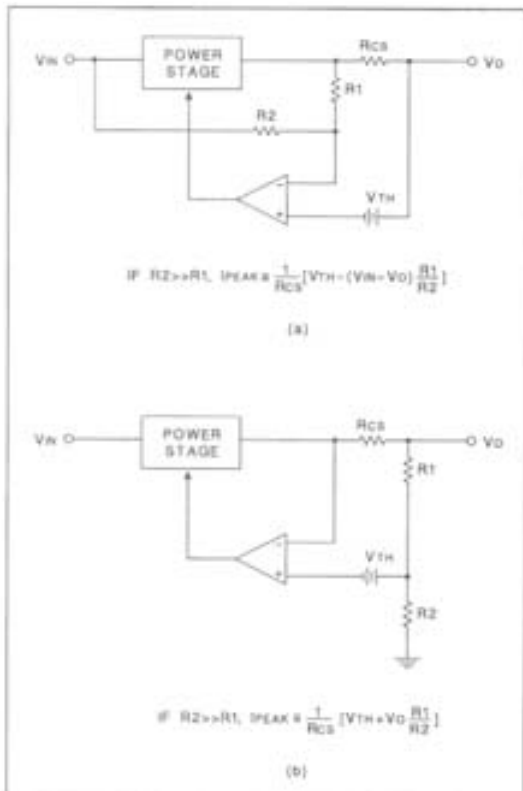 RCS
VIN POWER STAGE VO
R1
R2
VTH
-
+
IF R2>>R1, IPEAK ≅ 1/RCS [VTH-(VIN-VO) R1/R2]
(a)
RCS
VIN POWER STAGE VO
R1
-
VTH
+
R2
IF R2>>R1, IPEAK ≅ 1/RCS [VTH+VO R1/R2]
(b)